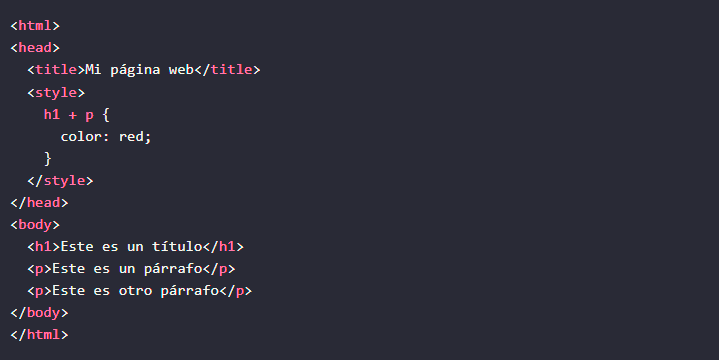 <html>
<head>
  <title>Mi página web</title>
  <style>
    h1 + p {
      color: red;
    }
  </style>
</head>
<body>
  <h1>Este es un título</h1>
  <p>Este es un párrafo</p>
  <p>Este es otro párrafo</p>
</body>
</html>